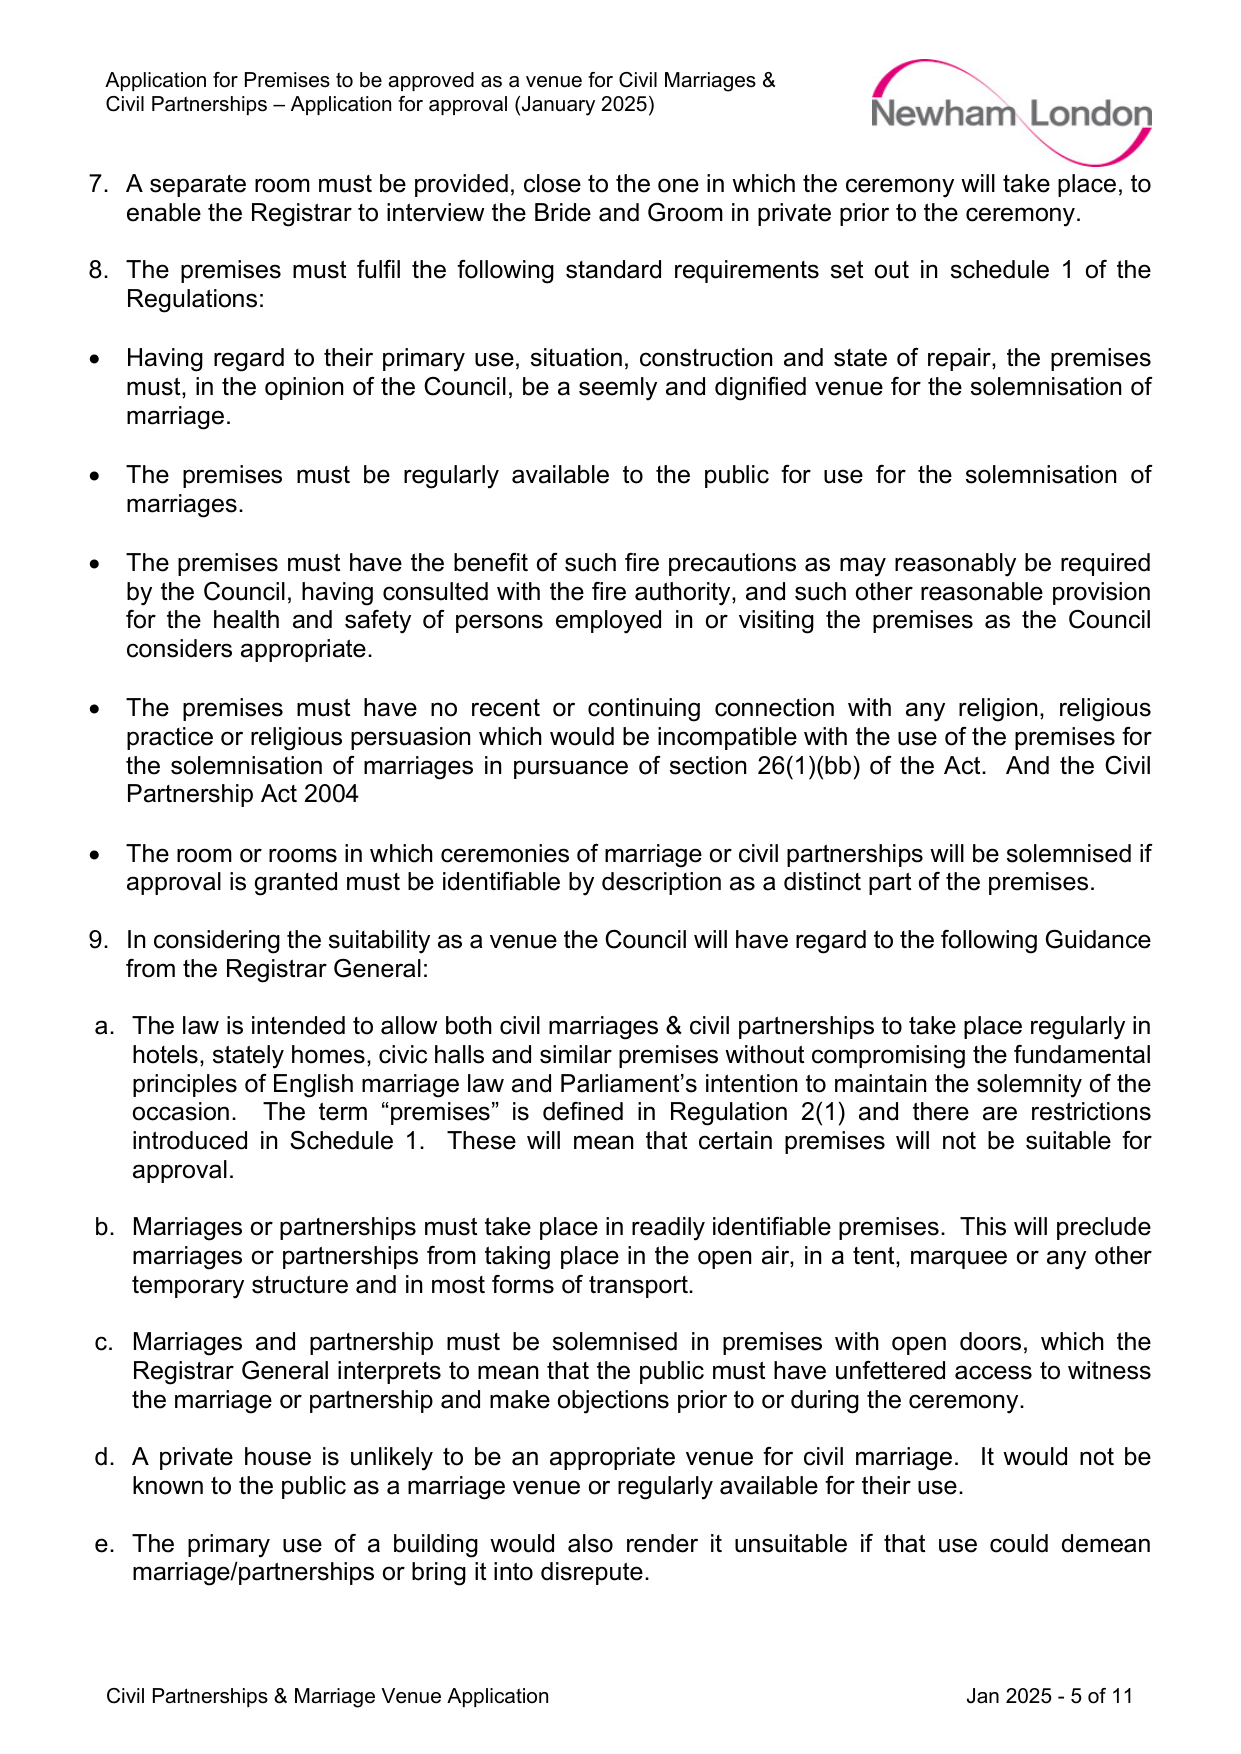 Application for Premises to be approved as a venue for Civil Marriages &
Civil Partnerships – Application for approval (January 2025)
Newham London
7. A separate room must be provided, close to the one in which the ceremony will take place, to
enable the Registrar to interview the Bride and Groom in private prior to the ceremony.
8. The premises must fulfil the following standard requirements set out in schedule 1 of the
Regulations:
• Having regard to their primary use, situation, construction and state of repair, the premises
must, in the opinion of the Council, be a seemly and dignified venue for the solemnisation of
marriage.
• The premises must be regularly available to the public for use for the solemnisation of
marriages.
• The premises must have the benefit of such fire precautions as may reasonably be required
by the Council, having consulted with the fire authority, and such other reasonable provision
for the health and safety of persons employed in or visiting the premises as the Council
considers appropriate.
• The premises must have no recent or continuing connection with any religion, religious
practice or religious persuasion which would be incompatible with the use of the premises for
the solemnisation of marriages in pursuance of section 26(1)(bb) of the Act. And the Civil
Partnership Act 2004
• The room or rooms in which ceremonies of marriage or civil partnerships will be solemnised if
approval is granted must be identifiable by description as a distinct part of the premises.
9. In considering the suitability as a venue the Council will have regard to the following Guidance
from the Registrar General:
a. The law is intended to allow both civil marriages & civil partnerships to take place regularly in
hotels, stately homes, civic halls and similar premises without compromising the fundamental
principles of English marriage law and Parliament’s intention to maintain the solemnity of the
occasion. The term “premises” is defined in Regulation 2(1) and there are restrictions
introduced in Schedule 1. These will mean that certain premises will not be suitable for
approval.
b. Marriages or partnerships must take place in readily identifiable premises. This will preclude
marriages or partnerships from taking place in the open air, in a tent, marquee or any other
temporary structure and in most forms of transport.
c. Marriages and partnership must be solemnised in premises with open doors, which the
Registrar General interprets to mean that the public must have unfettered access to witness
the marriage or partnership and make objections prior to or during the ceremony.
d. A private house is unlikely to be an appropriate venue for civil marriage. It would not be
known to the public as a marriage venue or regularly available for their use.
e. The primary use of a building would also render it unsuitable if that use could demean
marriage/partnerships or bring it into disrepute.
Civil Partnerships & Marriage Venue Application
Jan 2025 - 5 of 11